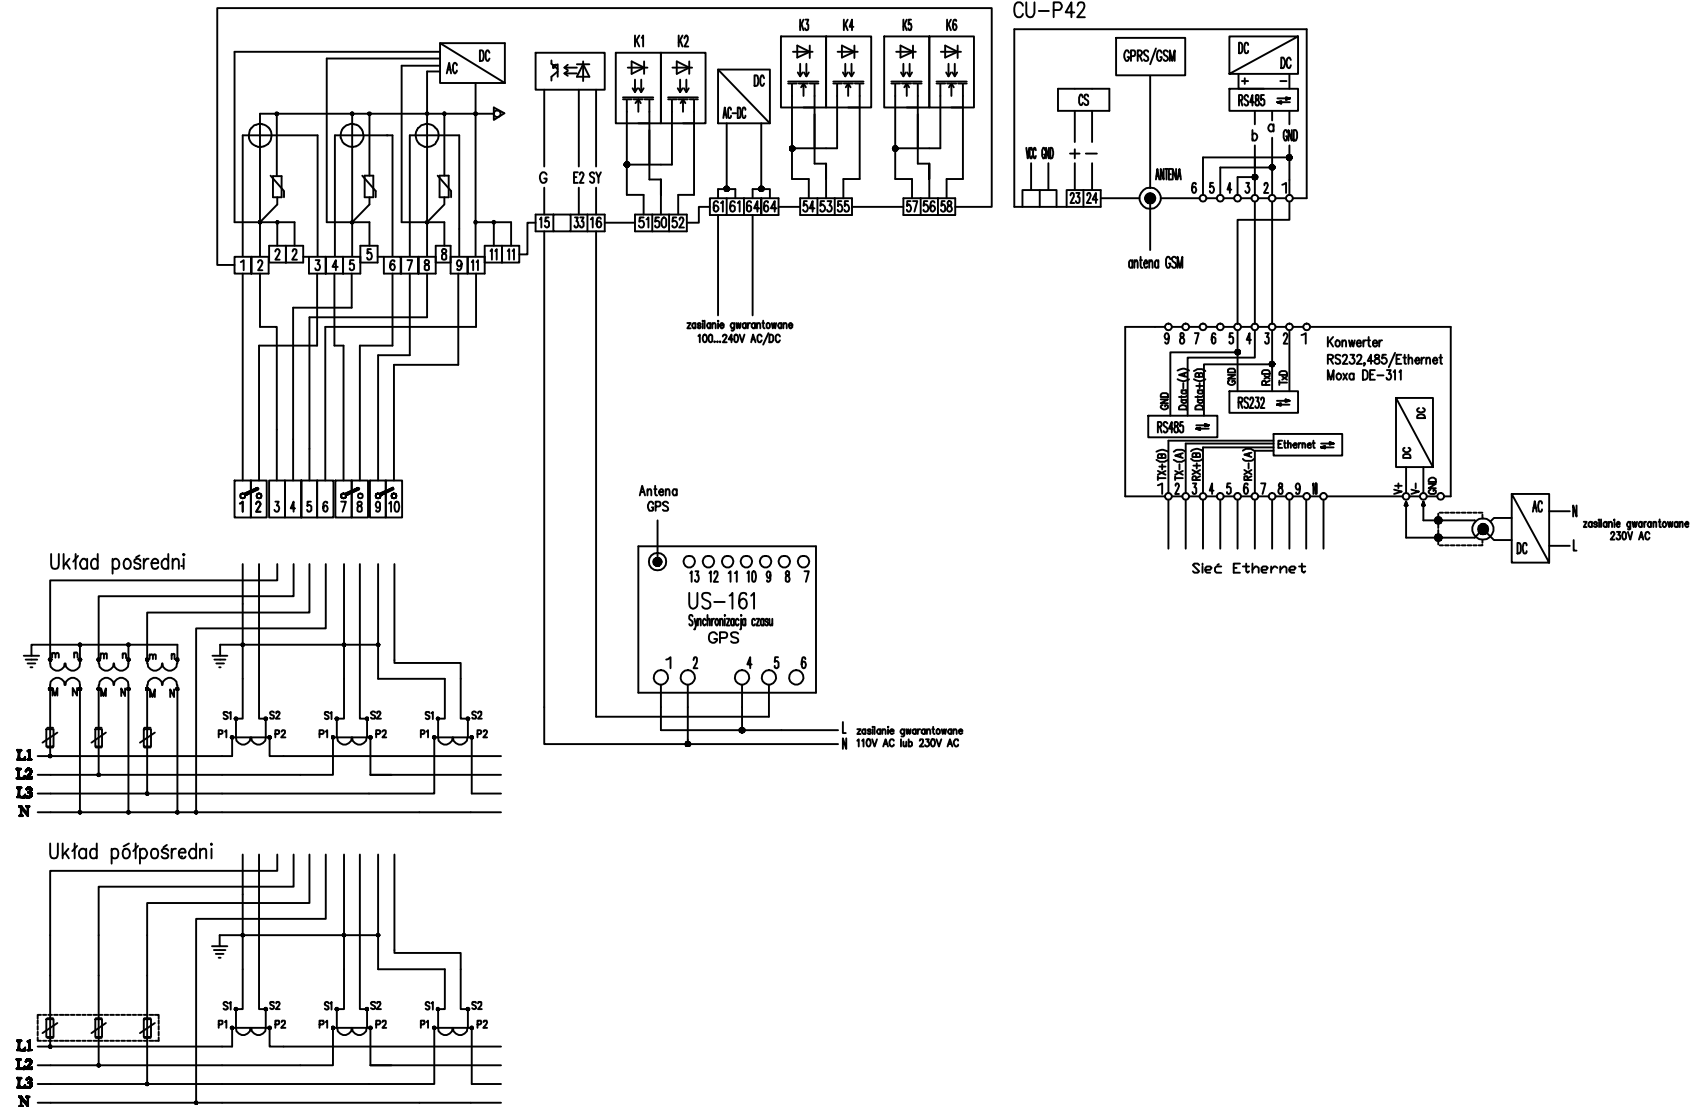 CU-P42
K1 K2 K3 K4 K5 K6
AC DC
AC-DC DC
G E2 SY
1 2 2 2 3 4 5 5 6 7 8 8 9 11 11 11
15 33 16
51 50 52
61 61 64 64
54 53 55
57 56 58
zasilanie gwarantowane
100...240V AC/DC
GPRS/GSM
DC
DC
+ −
CS
RS485
b a GND
VCC GND + −
ANTENA
23 24
6 5 4 3 2 1
antena GSM
9 8 7 6 5 4 3 2 1
Konwerter
RS232,485/Ethernet
Moxa DE-311
GND Data-(A) Data+(B) GND RxD TxD
RS232
RS485
Ethernet
TX+(B) TX-(A) RX+(B) RX-(A)
1 2 3 4 5 6 7 8 9 N
DC DC
V+ V- GND
AC
DC
N
L
zasilanie gwarantowane
230V AC
Sieć Ethernet
1 2 3 4 5 6 7 8 9 10
Antena
GPS
13 12 11 10 9 8 7
US-161
Synchronizacja czasu
GPS
1 2 4 5 6
L
N
zasilanie gwarantowane
110V AC lub 230V AC
Układ pośredni
m n m n m n
M N M N M N
S1 S2 S1 S2 S1 S2
P1 P2 P1 P2 P1 P2
L1
L2
L3
N
Układ półpośredni
S1 S2 S1 S2 S1 S2
P1 P2 P1 P2 P1 P2
L1
L2
L3
N